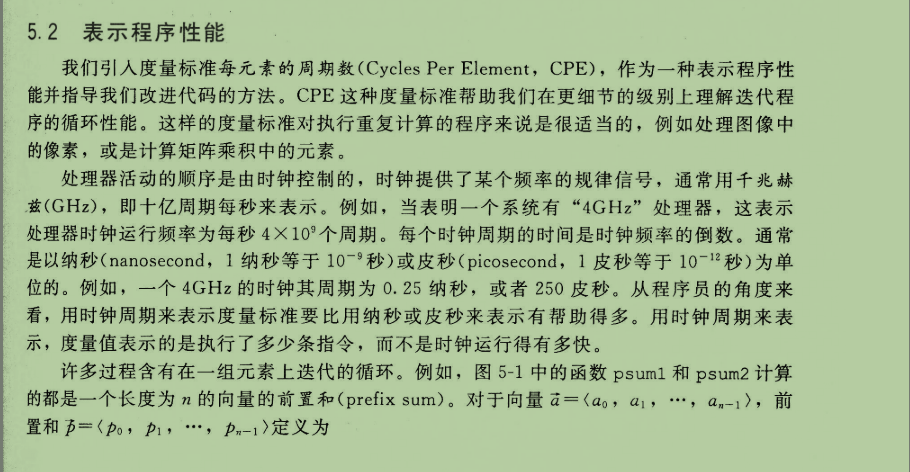 5.2 表示程序性能
我们引入度量标准每元素的周期数(Cycles Per Element，CPE)，作为一种表示程序性
能并指导我们改进代码的方法。CPE 这种度量标准帮助我们在更细节的级别上理解迭代程
序的循环性能。这样的度量标准对执行重复计算的程序来说是很适当的，例如处理图像中
的像素，或是计算矩阵乘积中的元素。
处理器活动的顺序是由时钟控制的，时钟提供了某个频率的规律信号，通常用千兆赫
兹(GHz)，即十亿周期每秒来表示。例如，当表明一个系统有“4GHz”处理器，这表示
处理器时钟运行频率为每秒 4×10⁹个周期。每个时钟周期的时间是时钟频率的倒数。通常
是以纳秒(nanosecond，1 纳秒等于 10⁻⁹秒)或皮秒(picosecond，1 皮秒等于 10⁻¹²秒)为单
位的。例如，一个 4GHz 的时钟其周期为 0.25 纳秒，或者 250 皮秒。从程序员的角度来
看，用时钟周期来表示度量标准要比用纳秒或皮秒来表示有帮助得多。用时钟周期来表
示，度量值表示的是执行了多少条指令，而不是时钟运行得有多快。
许多过程含有在一组元素上迭代的循环。例如，图 5-1 中的函数 psum1 和 psum2 计算
的都是一个长度为 n 的向量的前置和(prefix sum)。对于向量 a⃗=⟨a₀，a₁，…，aₙ₋₁⟩，前
置和 p⃗=⟨p₀，p₁，…，pₙ₋₁⟩定义为